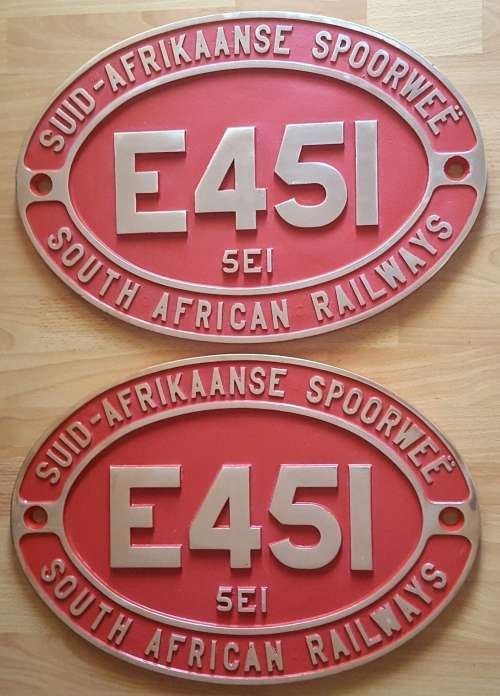 SUID-AFRIKAANSE SPOORWEË
E451
5E1
SOUTH AFRICAN RAILWAYS
SUID-AFRIKAANSE SPOORWEË
E451
5E1
SOUTH AFRICAN RAILWAYS